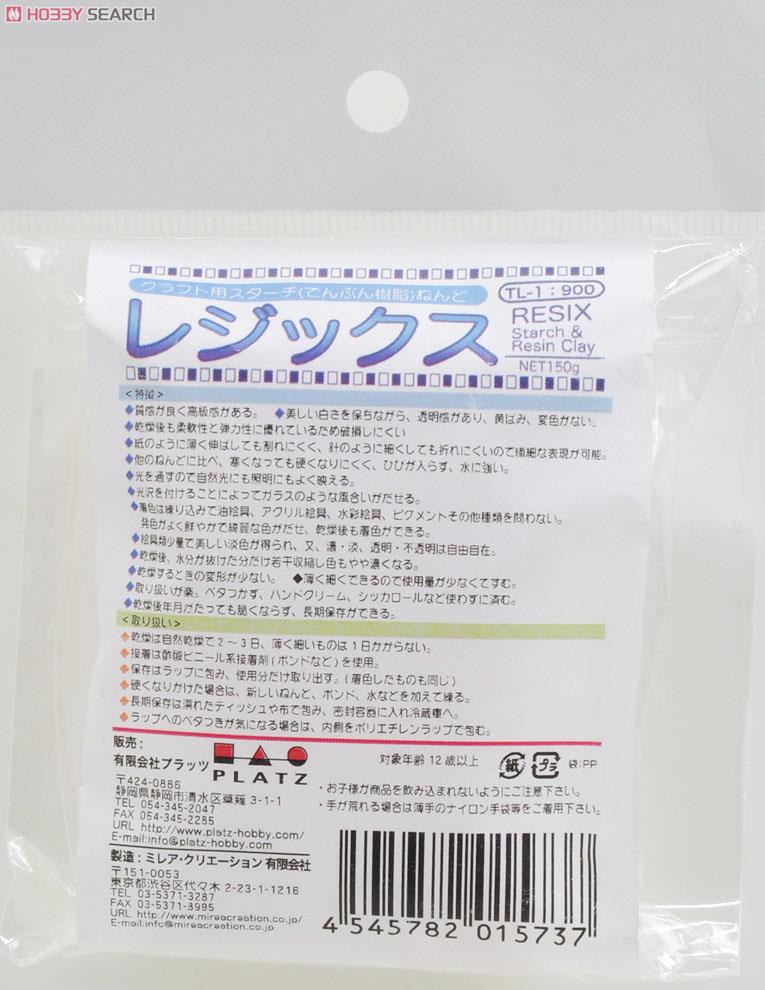 HOBBY SEARCH
クラフト用スターチ(でんぷん樹脂)ねんど
レジックス
TL-1：900
RESIX
Starch &
Resin Clay
NET150g
＜特徴＞
◆質感が良く高級感がある。 ◆美しい白さを保ちながら、透明感があり、黄ばみ、変色がない。
◆乾燥後も柔軟性と弾力性に優れているため破損しにくい
◆紙のように薄く伸ばしても割れにくく、針のように細くしても折れにくいので繊細な表現が可能。
◆他のねんどに比べ、寒くなっても硬くなりにくく、ひびが入らず、水に強い。
◆光を通すので自然光にも照明にもよく映える。
◆光沢を付けることによってガラスのような風合いがだせる。
◆着色は練り込みで油絵具、アクリル絵具、水彩絵具、ピグメントその他種類を問わない。
発色がよく鮮やかで綺麗な色がだせ、乾燥後も着色ができる。
◆絵具類少量で美しい淡色が得られ、又、濃・淡、透明・不透明は自由自在。
◆乾燥後、水分が抜けた分だけ若干収縮し色もやや濃くなる。
◆乾燥するときの変形が少ない。 ◆薄く細くできるので使用量が少なくてすむ。
◆取り扱いが楽。ベタつかず、ハンドクリーム、シッカロールなど使わずに済む。
◆乾燥後年月がたっても脆くならず、長期保存ができる。
＜取り扱い＞
◆乾燥は自然乾燥で2～3日、薄く細いものは1日かからない。
◆接着は酢酸ビニール系接着剤(ボンドなど)を使用。
◆保存はラップに包み、使用分だけ取り出す。(着色したものも同じ)
◆硬くなりかけた場合は、新しいねんど、ボンド、水などを加えて練る。
◆長期保存は濡れたティッシュや布で包み、密封容器に入れ冷蔵庫へ。
◆ラップへのベタつきが気になる場合は、内側をポリエチレンラップで包む。
販売：
有限会社プラッツ
PLATZ
〒424-0886
静岡県静岡市清水区草薙 3-1-1
TEL 054-345-2047
FAX 054-345-2285
URL http://www.platz-hobby.com/
E-mail:info@platz-hobby.com
対象年齢 12歳以上
紙
プラ
袋:PP
・お子様が商品を飲み込まれないようにご注意下さい。
・手が荒れる場合は薄手のナイロン手袋等をご着用下さい。
製造：ミレア・クリエーション 有限会社
〒151-0053
東京都渋谷区代々木 2-23-1-1216
TEL 03-5371-3287
FAX 03-5371-8995
URL http://www.mireacreation.co.jp/
E-mail:info@mireacreation.co.jp
4 545782 015737